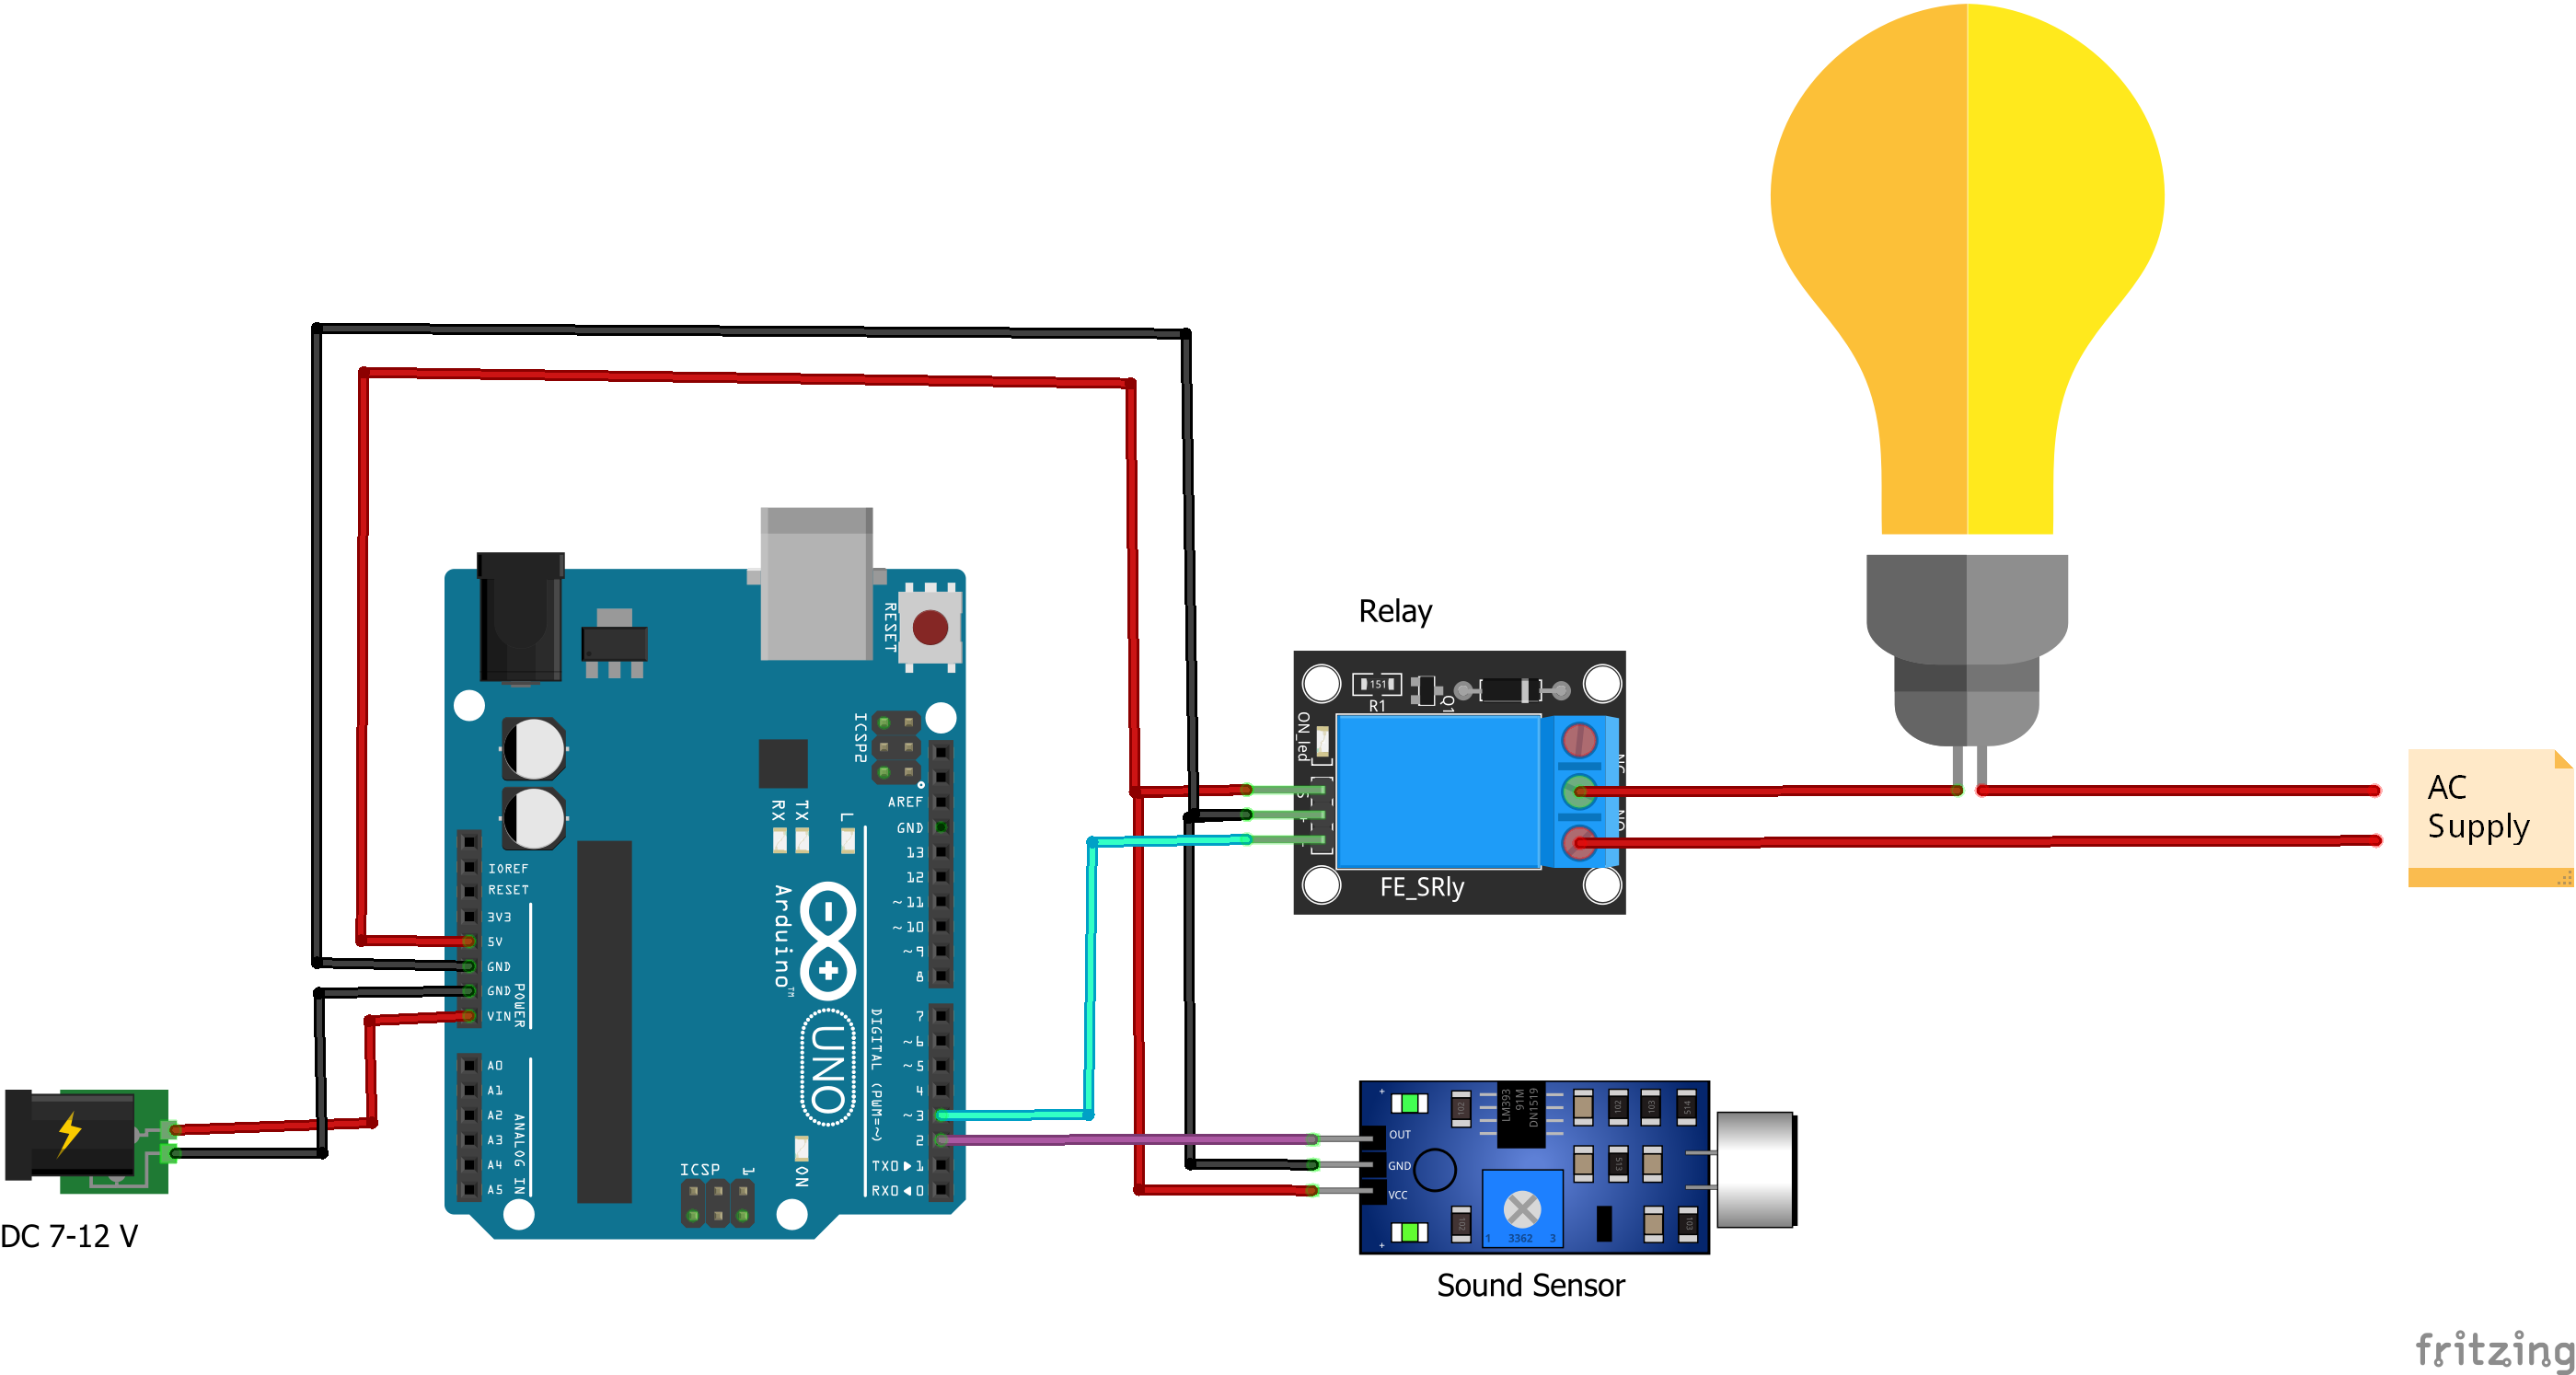 Relay
ON_led
151
R1
Q1
NC
NO
S
+
-
FE_SRly
AC
Supply
RESET
ICSP2
AREF
GND
13
12
~11
~10
~9
8
7
~6
~5
4
~3
2
TX0▶1
RX0◀0
DIGITAL (PWM=~)
RX
TX
L
Arduino™
UNO
ON
ICSP
1
IOREF
RESET
3V3
5V
GND
GND
VIN
POWER
A0
A1
A2
A3
A4
A5
ANALOG IN
DC 7-12 V
+
102
LM393
91M
DN1519
102
103
514
OUT
GND
VCC
513
102
1 3362 3
103
+
Sound Sensor
fritzing